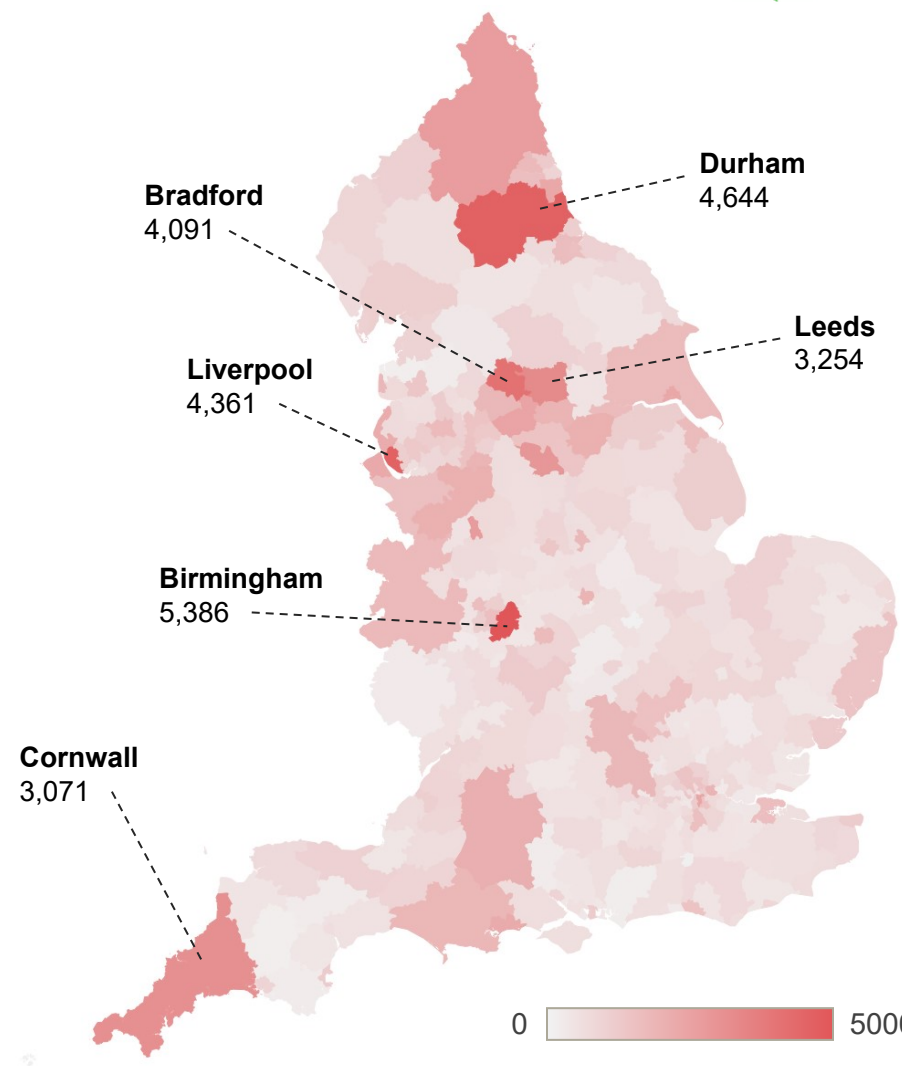 Durham
4,644
Bradford
4,091
Leeds
3,254
Liverpool
4,361
Birmingham
5,386
Cornwall
3,071
0
5000